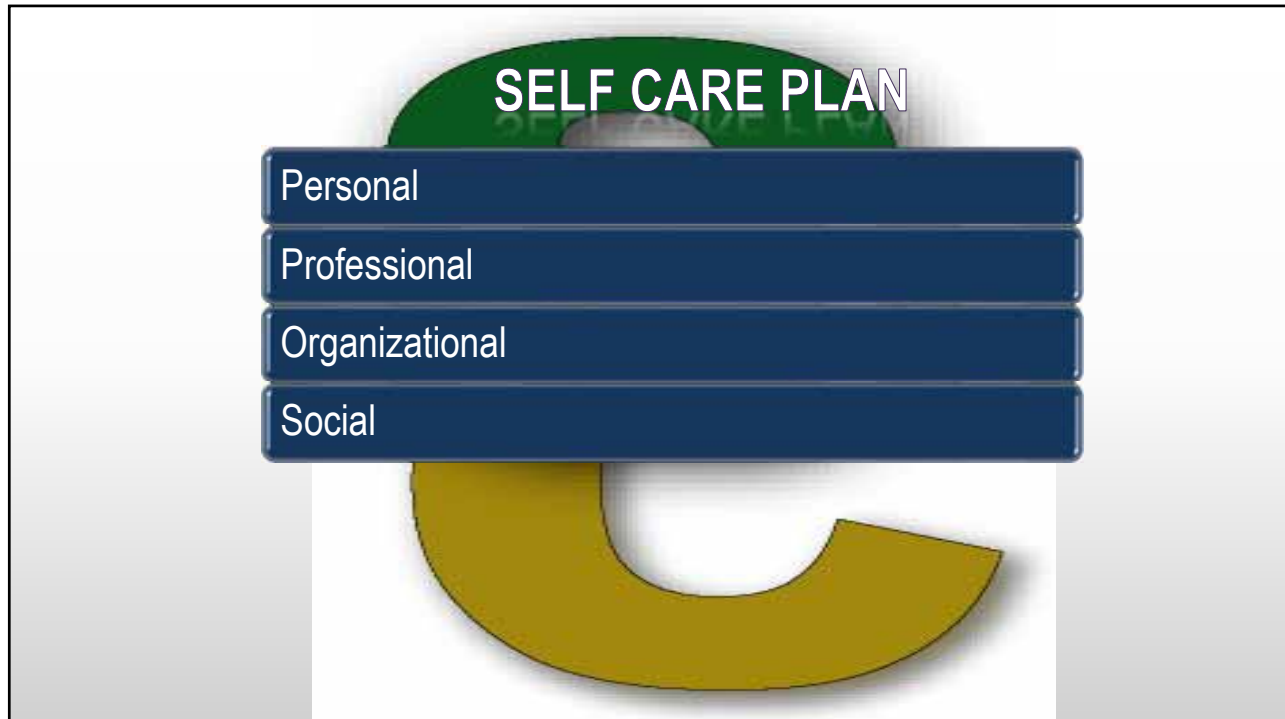 SELF CARE PLAN
Personal
Professional
Organizational
Social